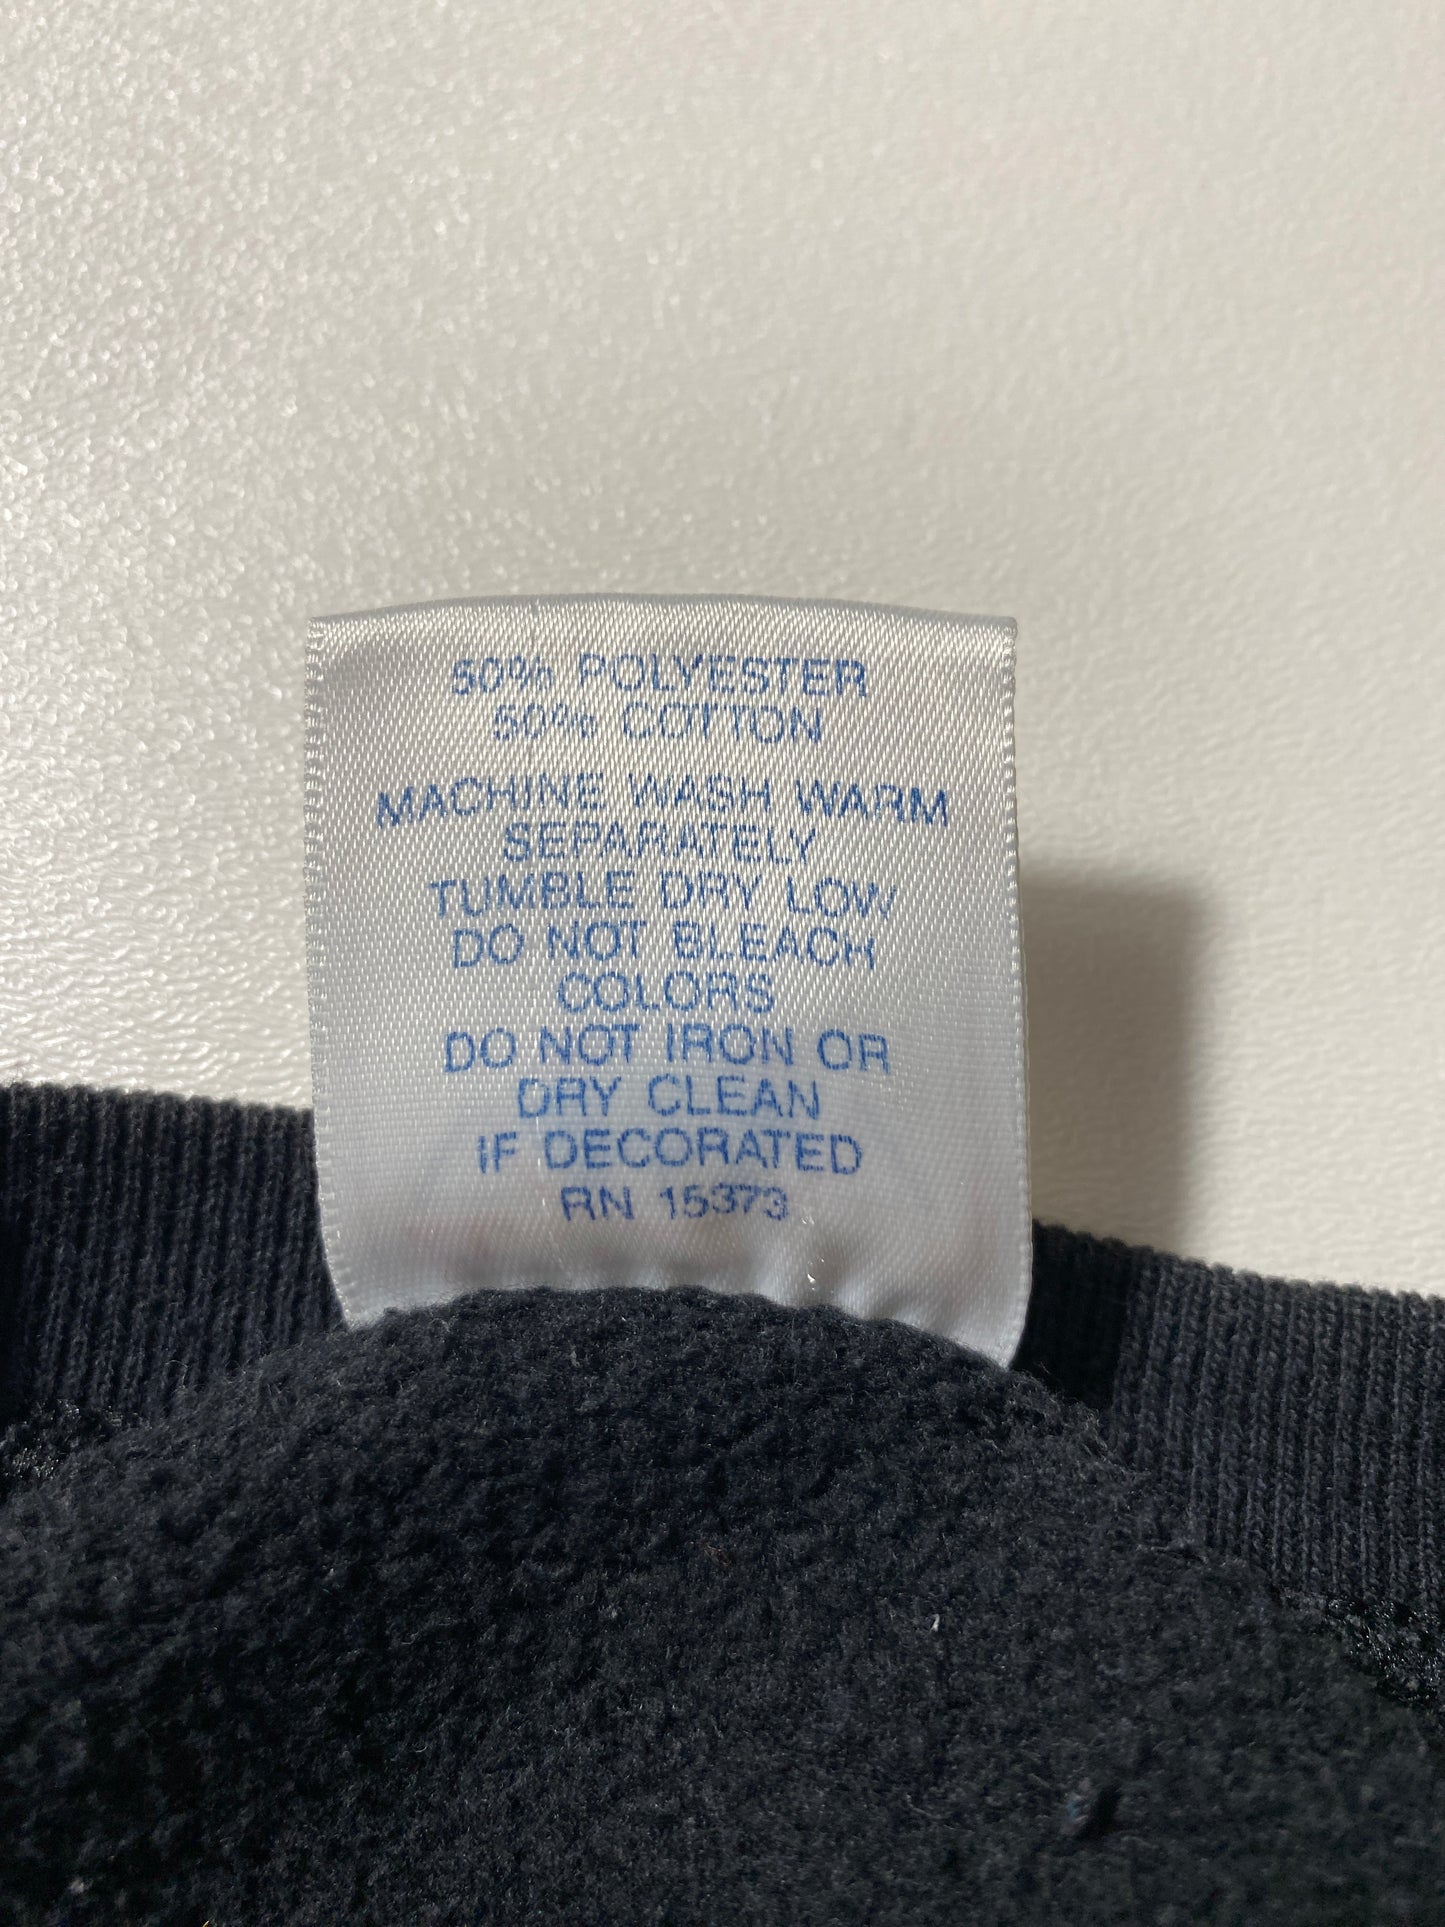 50% POLYESTER
50% COTTON
MACHINE WASH WARM
SEPARATELY
TUMBLE DRY LOW
DO NOT BLEACH
COLORS
DO NOT IRON OR
DRY CLEAN
IF DECORATED
RN 15373